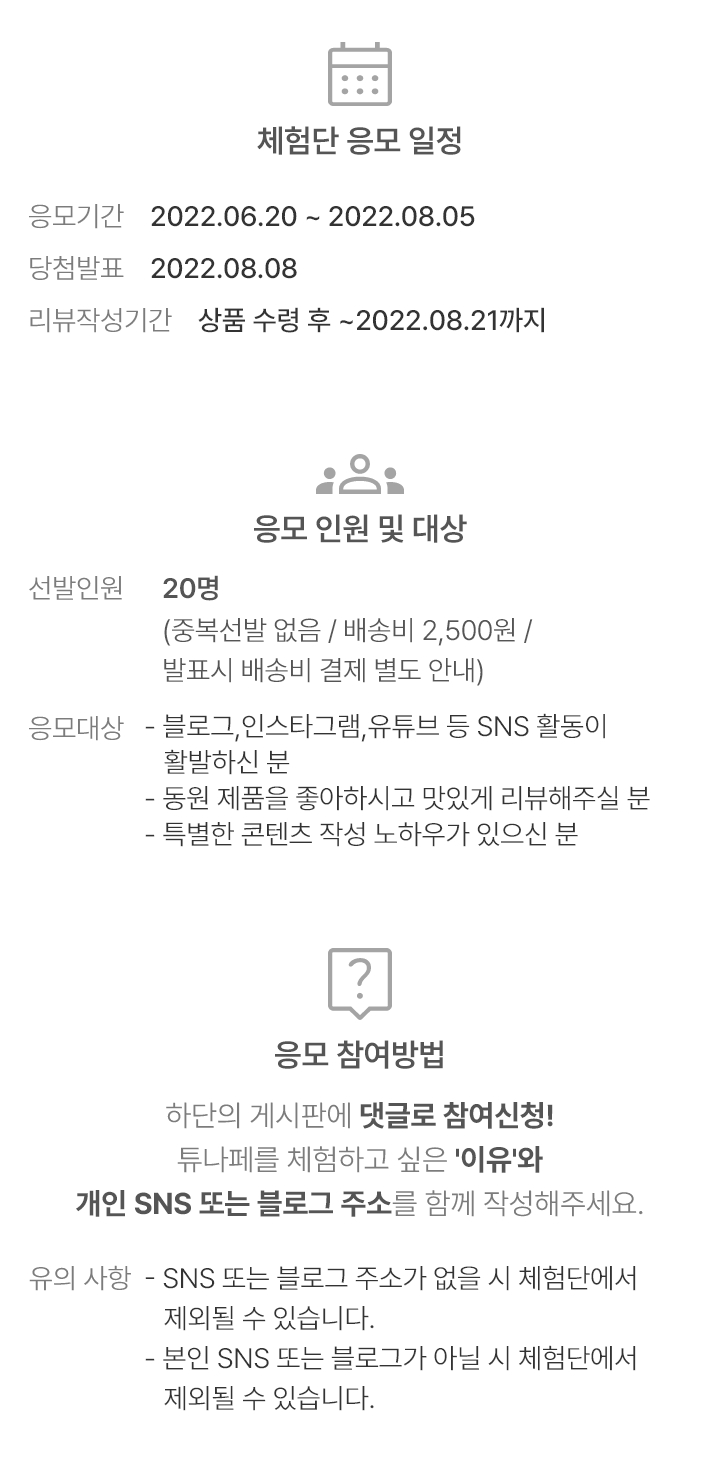 체험단 응모 일정
응모기간 2022.06.20 ~ 2022.08.05
당첨발표 2022.08.08
리뷰작성기간 상품 수령 후 ~2022.08.21까지
응모 인원 및 대상
선발인원 20명
(중복선발 없음 / 배송비 2,500원 /
발표시 배송비 결제 별도 안내)
응모대상 - 블로그,인스타그램,유튜브 등 SNS 활동이
활발하신 분
- 동원 제품을 좋아하시고 맛있게 리뷰해주실 분
- 특별한 콘텐츠 작성 노하우가 있으신 분
?
응모 참여방법
하단의 게시판에 댓글로 참여신청!
튜나페를 체험하고 싶은 '이유'와
개인 SNS 또는 블로그 주소를 함께 작성해주세요.
유의 사항 - SNS 또는 블로그 주소가 없을 시 체험단에서
제외될 수 있습니다.
- 본인 SNS 또는 블로그가 아닐 시 체험단에서
제외될 수 있습니다.